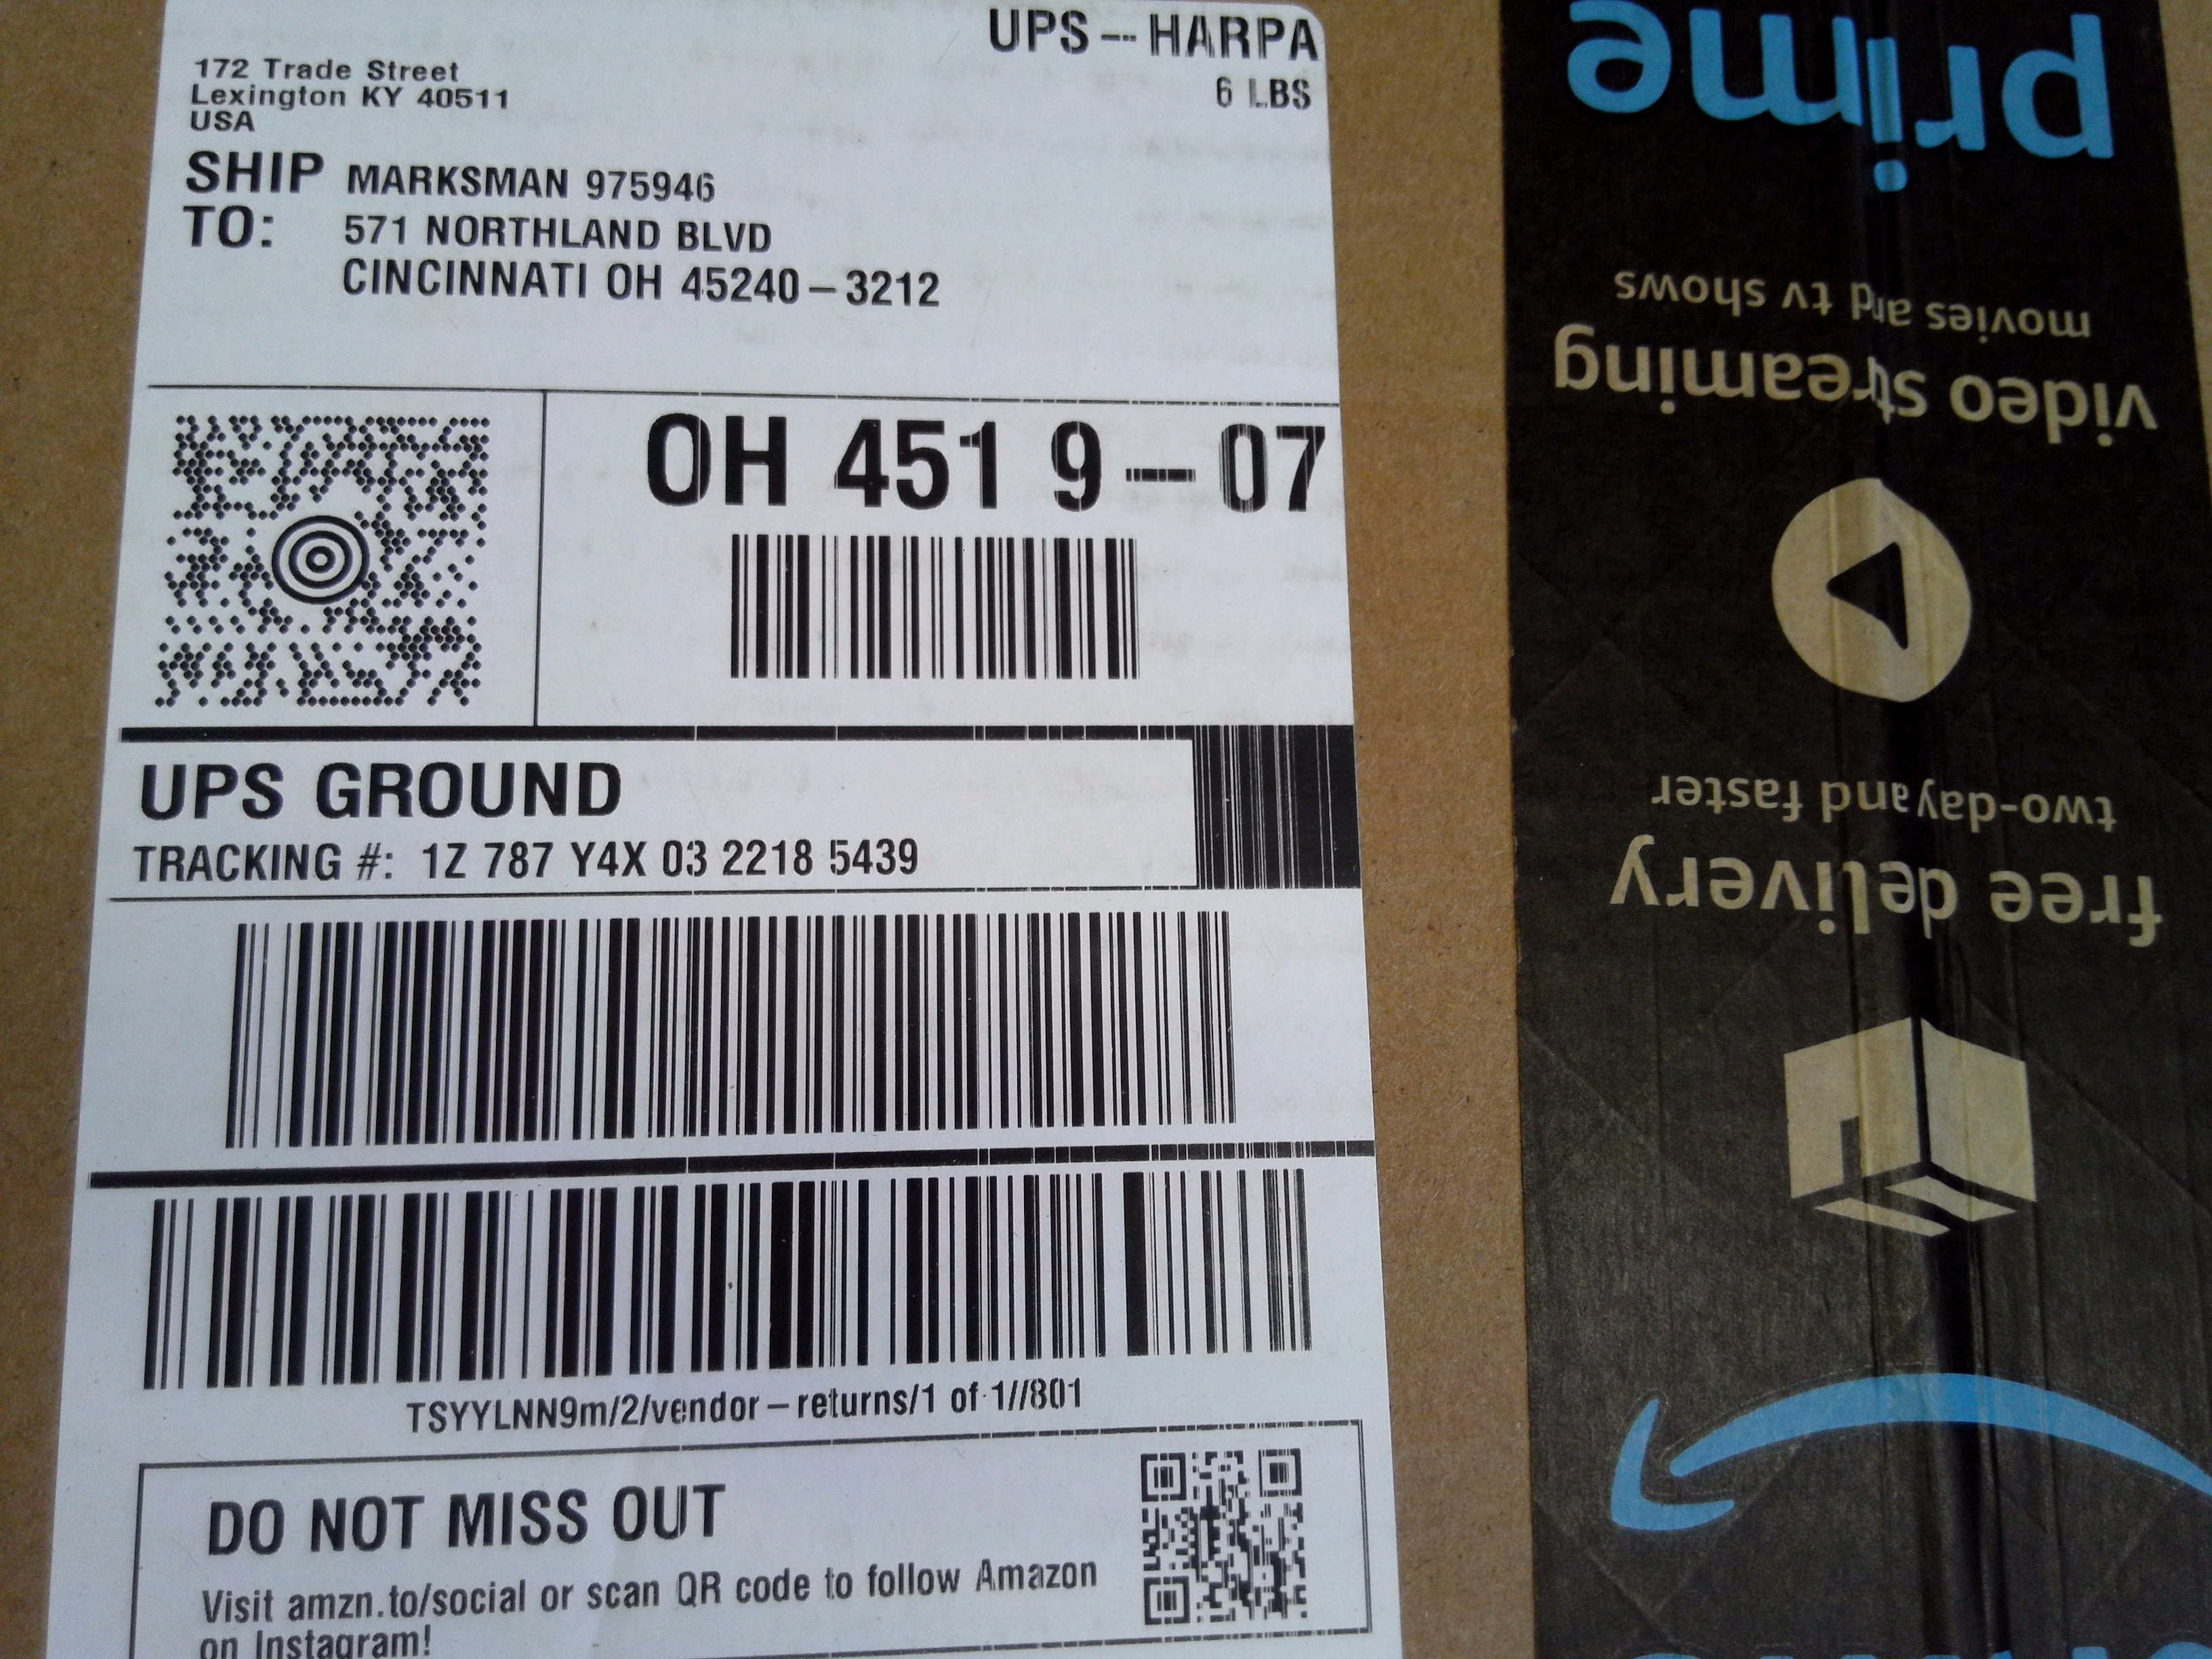 UPS -- HARPA
6 LBS
172 Trade Street
Lexington KY 40511
USA
SHIP TO:
MARKSMAN 975946
571 NORTHLAND BLVD
CINCINNATI OH 45240-3212
OH 451 9--07
UPS GROUND
TRACKING #: 1Z 787 Y4X 03 2218 5439
TSYYLNN9m/2/vendor-returns/1 of 1//801
DO NOT MISS OUT
Visit amzn.to/social or scan QR code to follow Amazon
on Instagram!
free delivery
two-day and faster
video streaming
movies and tv shows
prime